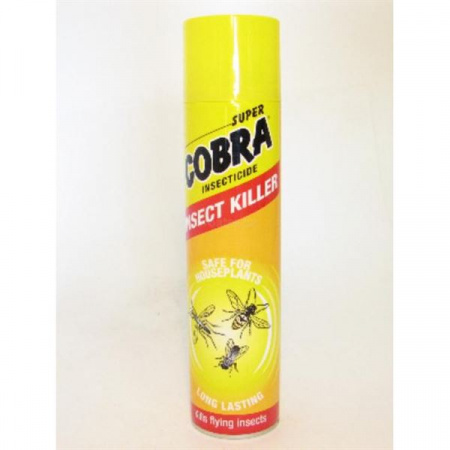 SUPER
COBRA®
INSECTICIDE
INSECT KILLER
SAFE FOR
HOUSEPLANTS
LONG LASTING
Kills flying insects